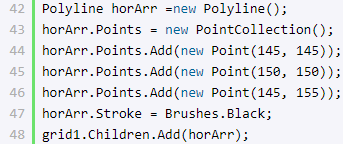 42 Polyline horArr =new Polyline();
43 horArr.Points = new PointCollection();
44 horArr.Points.Add(new Point(145, 145));
45 horArr.Points.Add(new Point(150, 150));
46 horArr.Points.Add(new Point(145, 155));
47 horArr.Stroke = Brushes.Black;
48 grid1.Children.Add(horArr);